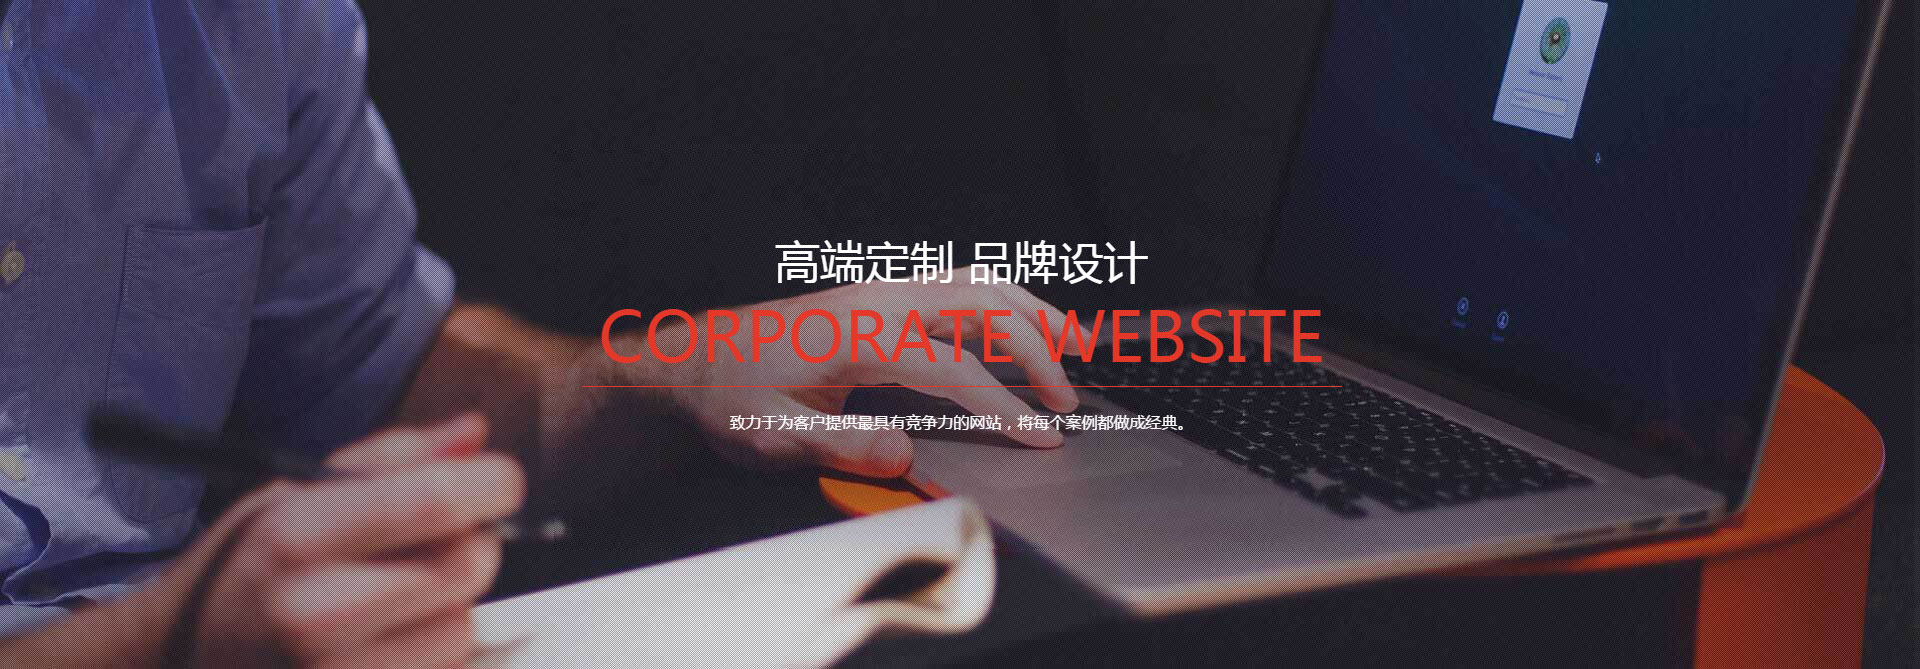 高端定制 品牌设计
CORPORATE WEBSITE
致力于为客户提供最具有竞争力的网站，将每个案例都做成经典。